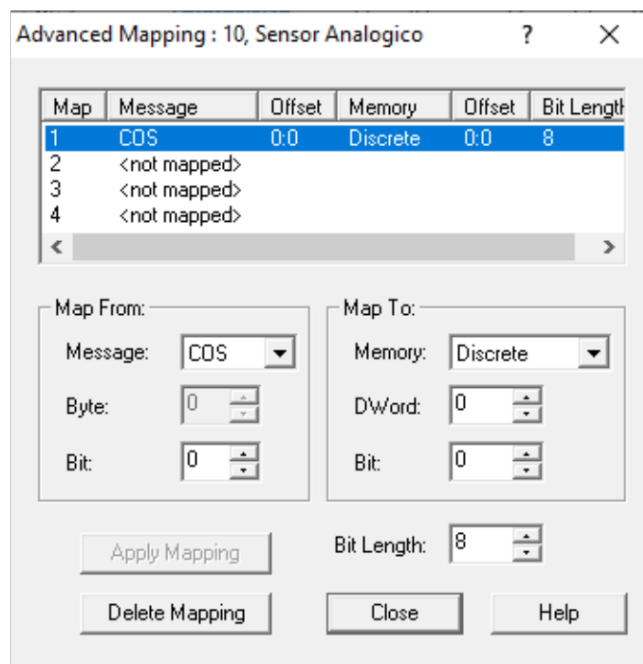 Advanced Mapping : 10, Sensor Analogico ? ×
Map Message Offset Memory Offset Bit Lengt
1 COS 0:0 Discrete 0:0 8
2 <not mapped>
3 <not mapped>
4 <not mapped>
Map From: Map To:
Message: COS Memory: Discrete
Byte: 0 DWord: 0
Bit: 0 Bit: 0
Apply Mapping Bit Length: 8
Delete Mapping Close Help